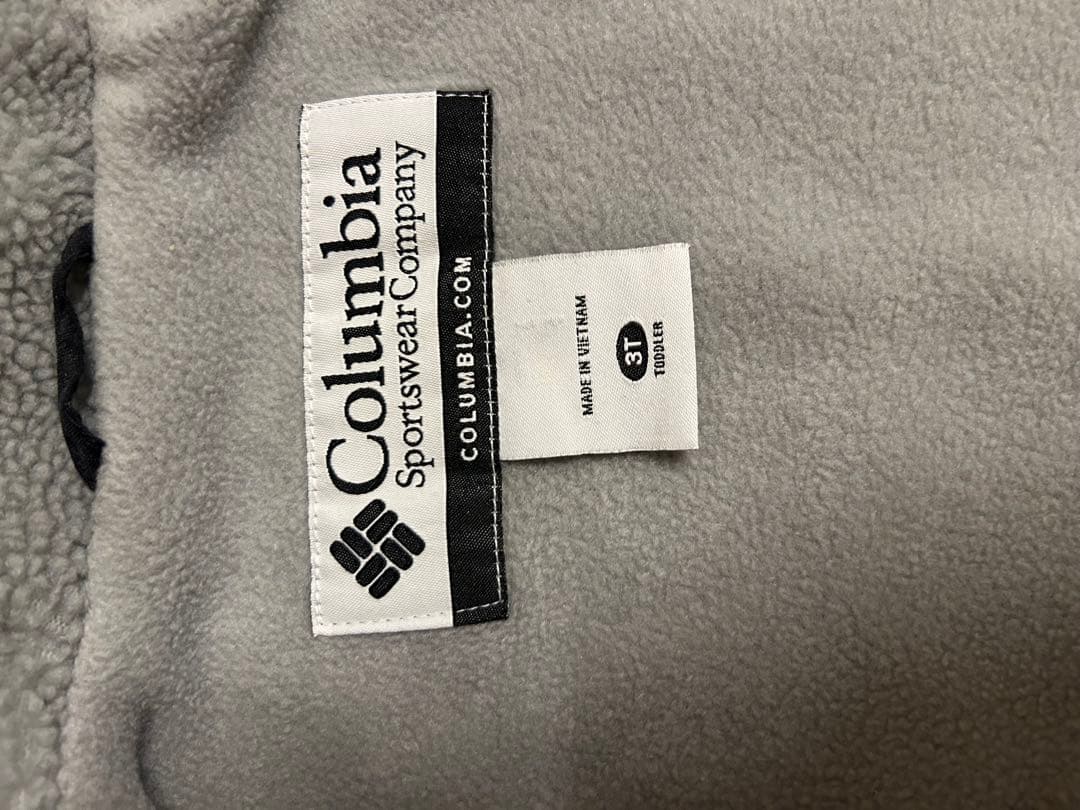 Columbia
Sportswear Company
COLUMBIA.COM
MADE IN VIETNAM
3T
TODDLER